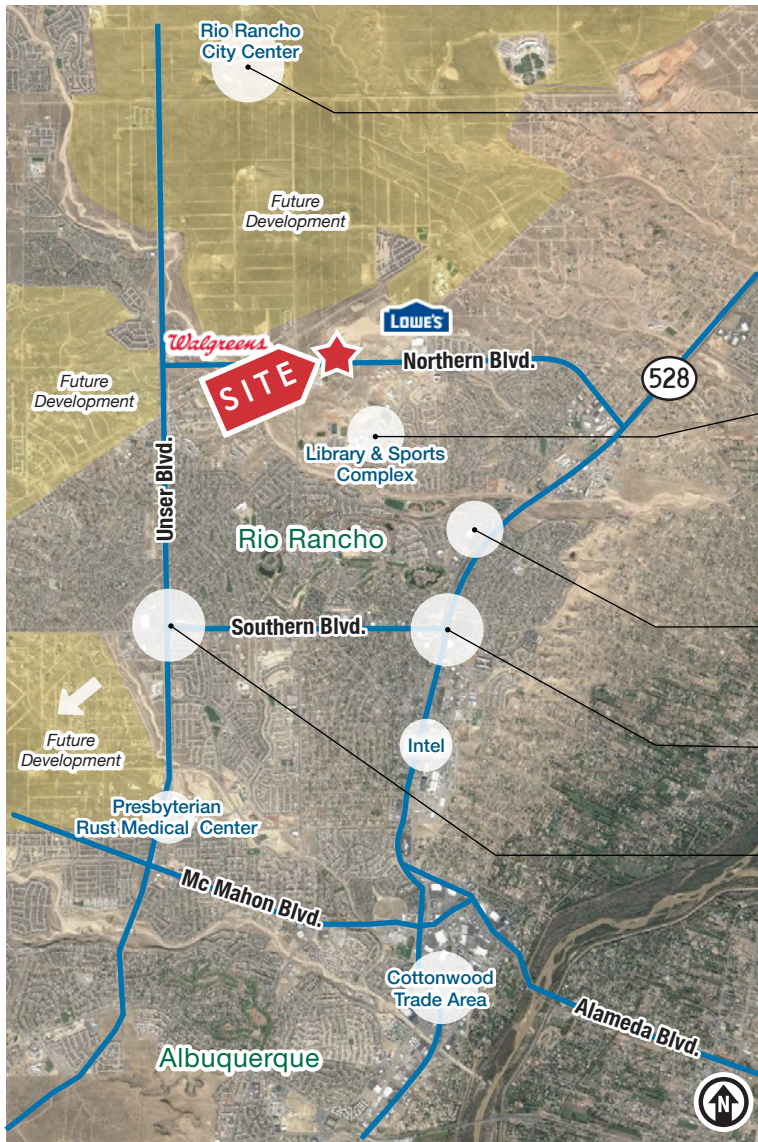 Rio Rancho
City Center
Future
Development
LOWE'S
Walgreens
SITE
Northern Blvd.
528
Future
Development
Unser Blvd.
Library & Sports
Complex
Rio Rancho
Southern Blvd.
Future
Development
Intel
Presbyterian
Rust Medical Center
Mc Mahon Blvd.
Cottonwood
Trade Area
Alameda Blvd.
Albuquerque
N